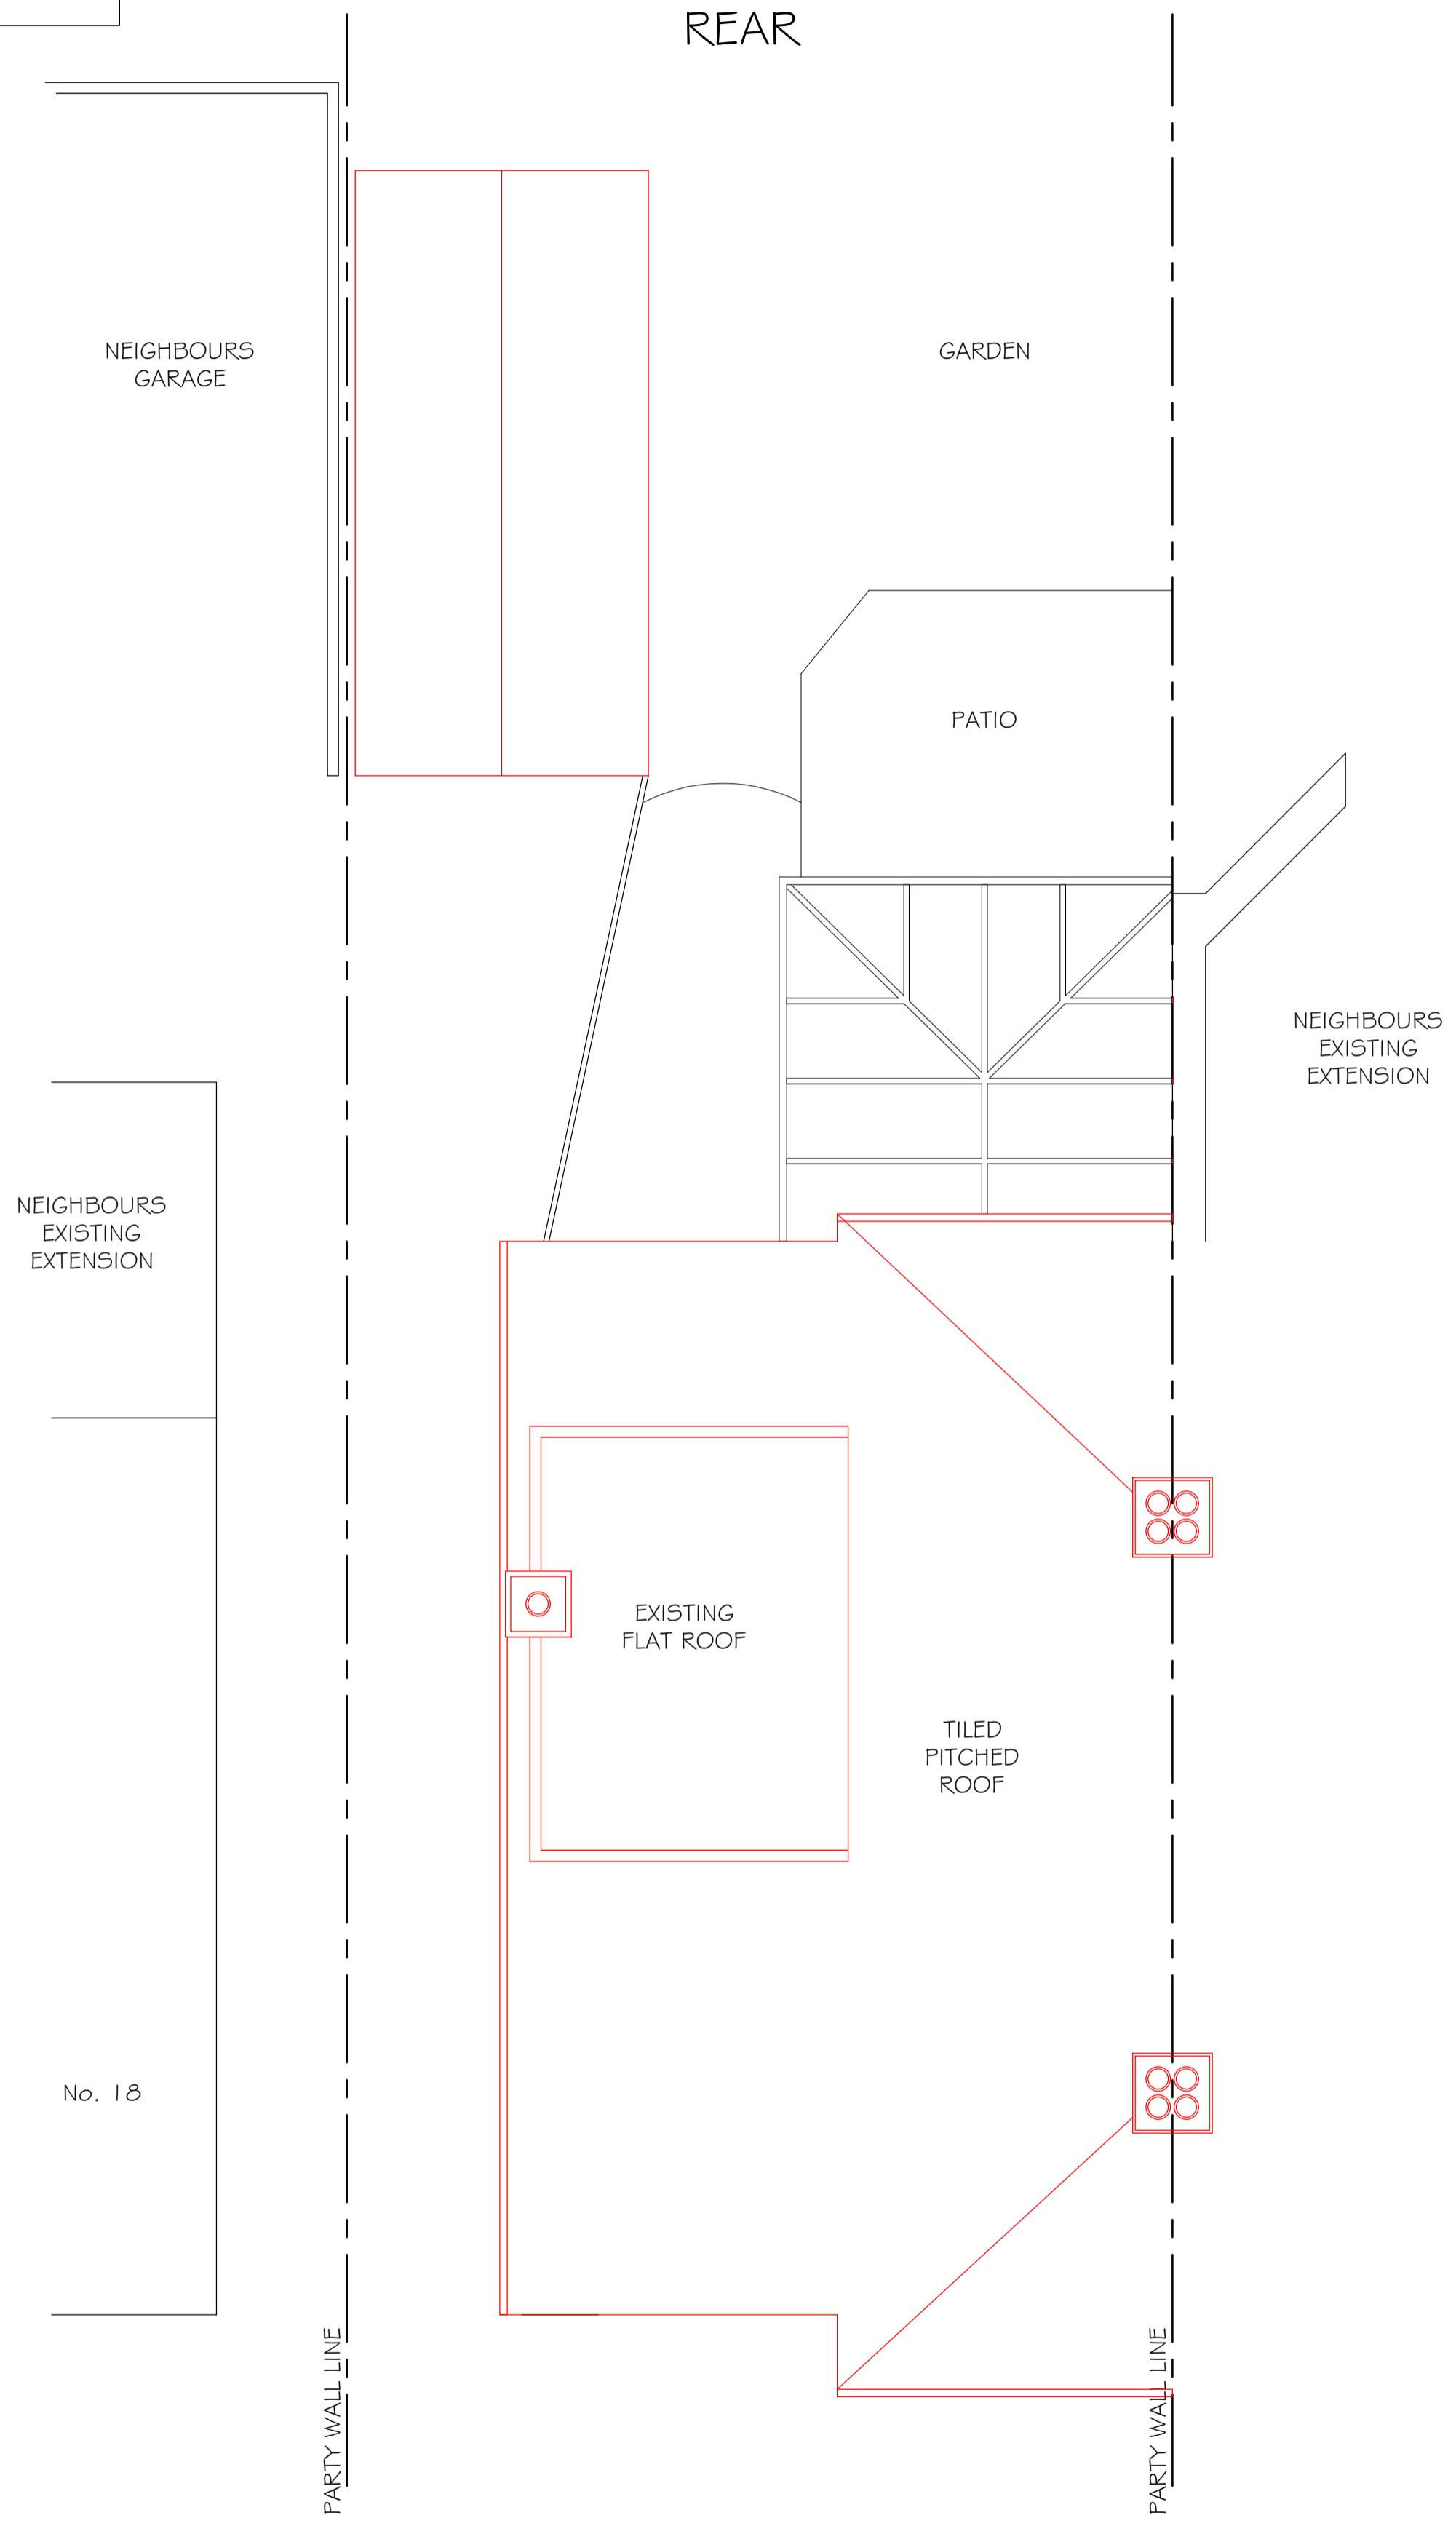 REAR
NEIGHBOURS
GARAGE
GARDEN
PATIO
NEIGHBOURS
EXISTING
EXTENSION
NEIGHBOURS
EXISTING
EXTENSION
EXISTING
FLAT ROOF
TILED
PITCHED
ROOF
No. 18
PARTY WALL LINE
PARTY WALL LINE